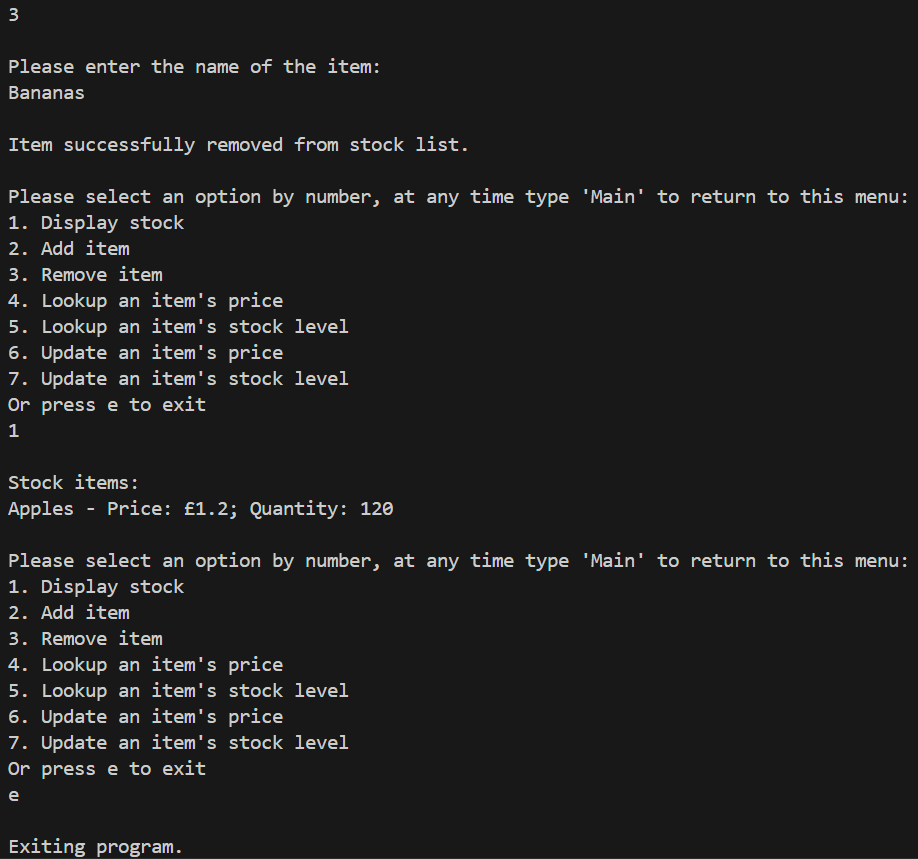 3
Please enter the name of the item:
Bananas
Item successfully removed from stock list.
Please select an option by number, at any time type 'Main' to return to this menu:
1. Display stock
2. Add item
3. Remove item
4. Lookup an item's price
5. Lookup an item's stock level
6. Update an item's price
7. Update an item's stock level
Or press e to exit
1
Stock items:
Apples - Price: £1.2; Quantity: 120
Please select an option by number, at any time type 'Main' to return to this menu:
1. Display stock
2. Add item
3. Remove item
4. Lookup an item's price
5. Lookup an item's stock level
6. Update an item's price
7. Update an item's stock level
Or press e to exit
e
Exiting program.